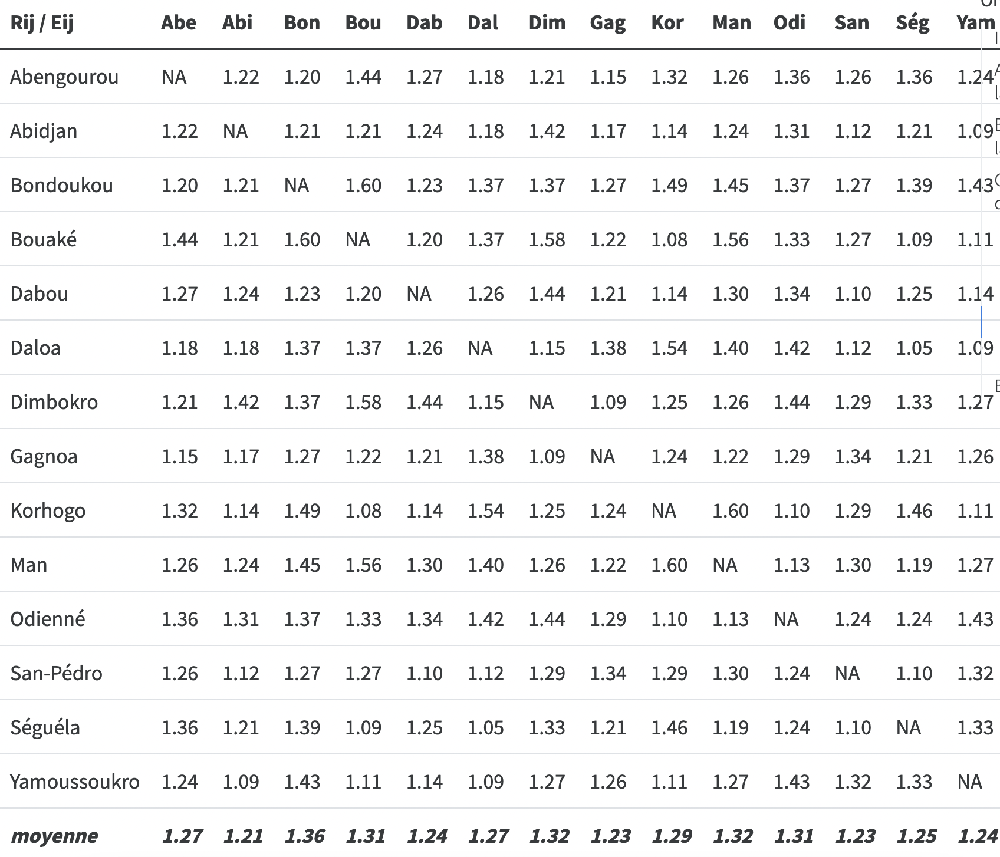 Rij / Eij Abe Abi Bon Bou Dab Dal Dim Gag Kor Man Odi San Ség Yam
Abengourou NA 1.22 1.20 1.44 1.27 1.18 1.21 1.15 1.32 1.26 1.36 1.26 1.36 1.24
Abidjan 1.22 NA 1.21 1.21 1.24 1.18 1.42 1.17 1.14 1.24 1.31 1.12 1.21 1.09
Bondoukou 1.20 1.21 NA 1.60 1.23 1.37 1.37 1.27 1.49 1.45 1.37 1.27 1.39 1.43
Bouaké 1.44 1.21 1.60 NA 1.20 1.37 1.58 1.22 1.08 1.56 1.33 1.27 1.09 1.11
Dabou 1.27 1.24 1.23 1.20 NA 1.26 1.44 1.21 1.14 1.30 1.34 1.10 1.25 1.14
Daloa 1.18 1.18 1.37 1.37 1.26 NA 1.15 1.38 1.54 1.40 1.42 1.12 1.05 1.09
Dimbokro 1.21 1.42 1.37 1.58 1.44 1.15 NA 1.09 1.25 1.26 1.44 1.29 1.33 1.27
Gagnoa 1.15 1.17 1.27 1.22 1.21 1.38 1.09 NA 1.24 1.22 1.29 1.34 1.21 1.26
Korhogo 1.32 1.14 1.49 1.08 1.14 1.54 1.25 1.24 NA 1.60 1.10 1.29 1.46 1.11
Man 1.26 1.24 1.45 1.56 1.30 1.40 1.26 1.22 1.60 NA 1.13 1.30 1.19 1.27
Odienné 1.36 1.31 1.37 1.33 1.34 1.42 1.44 1.29 1.10 1.13 NA 1.24 1.24 1.43
San-Pédro 1.26 1.12 1.27 1.27 1.10 1.12 1.29 1.34 1.29 1.30 1.24 NA 1.10 1.32
Séguéla 1.36 1.21 1.39 1.09 1.25 1.05 1.33 1.21 1.46 1.19 1.24 1.10 NA 1.33
Yamoussoukro 1.24 1.09 1.43 1.11 1.14 1.09 1.27 1.26 1.11 1.27 1.43 1.32 1.33 NA
moyenne 1.27 1.21 1.36 1.31 1.24 1.27 1.32 1.23 1.29 1.32 1.31 1.23 1.25 1.24